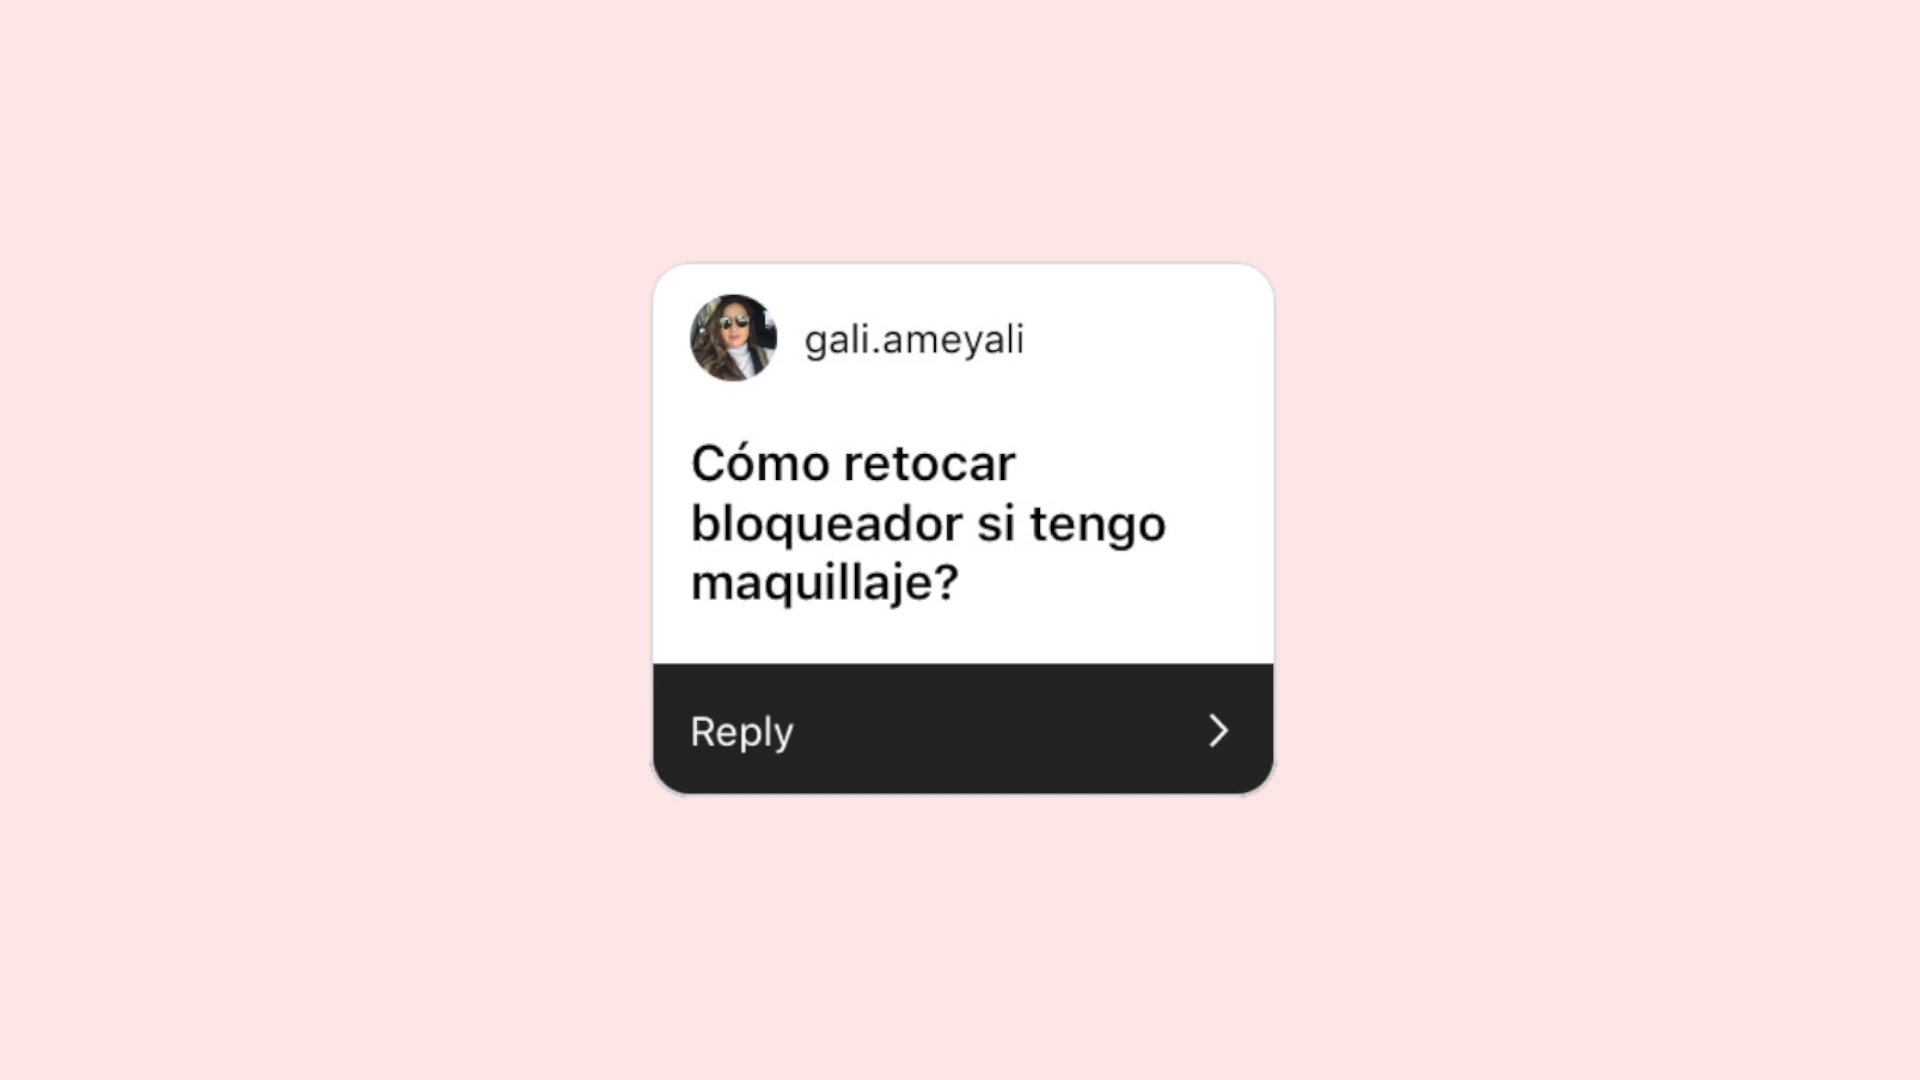 gali.ameyali
Cómo retocar
bloqueador si tengo
maquillaje?
Reply